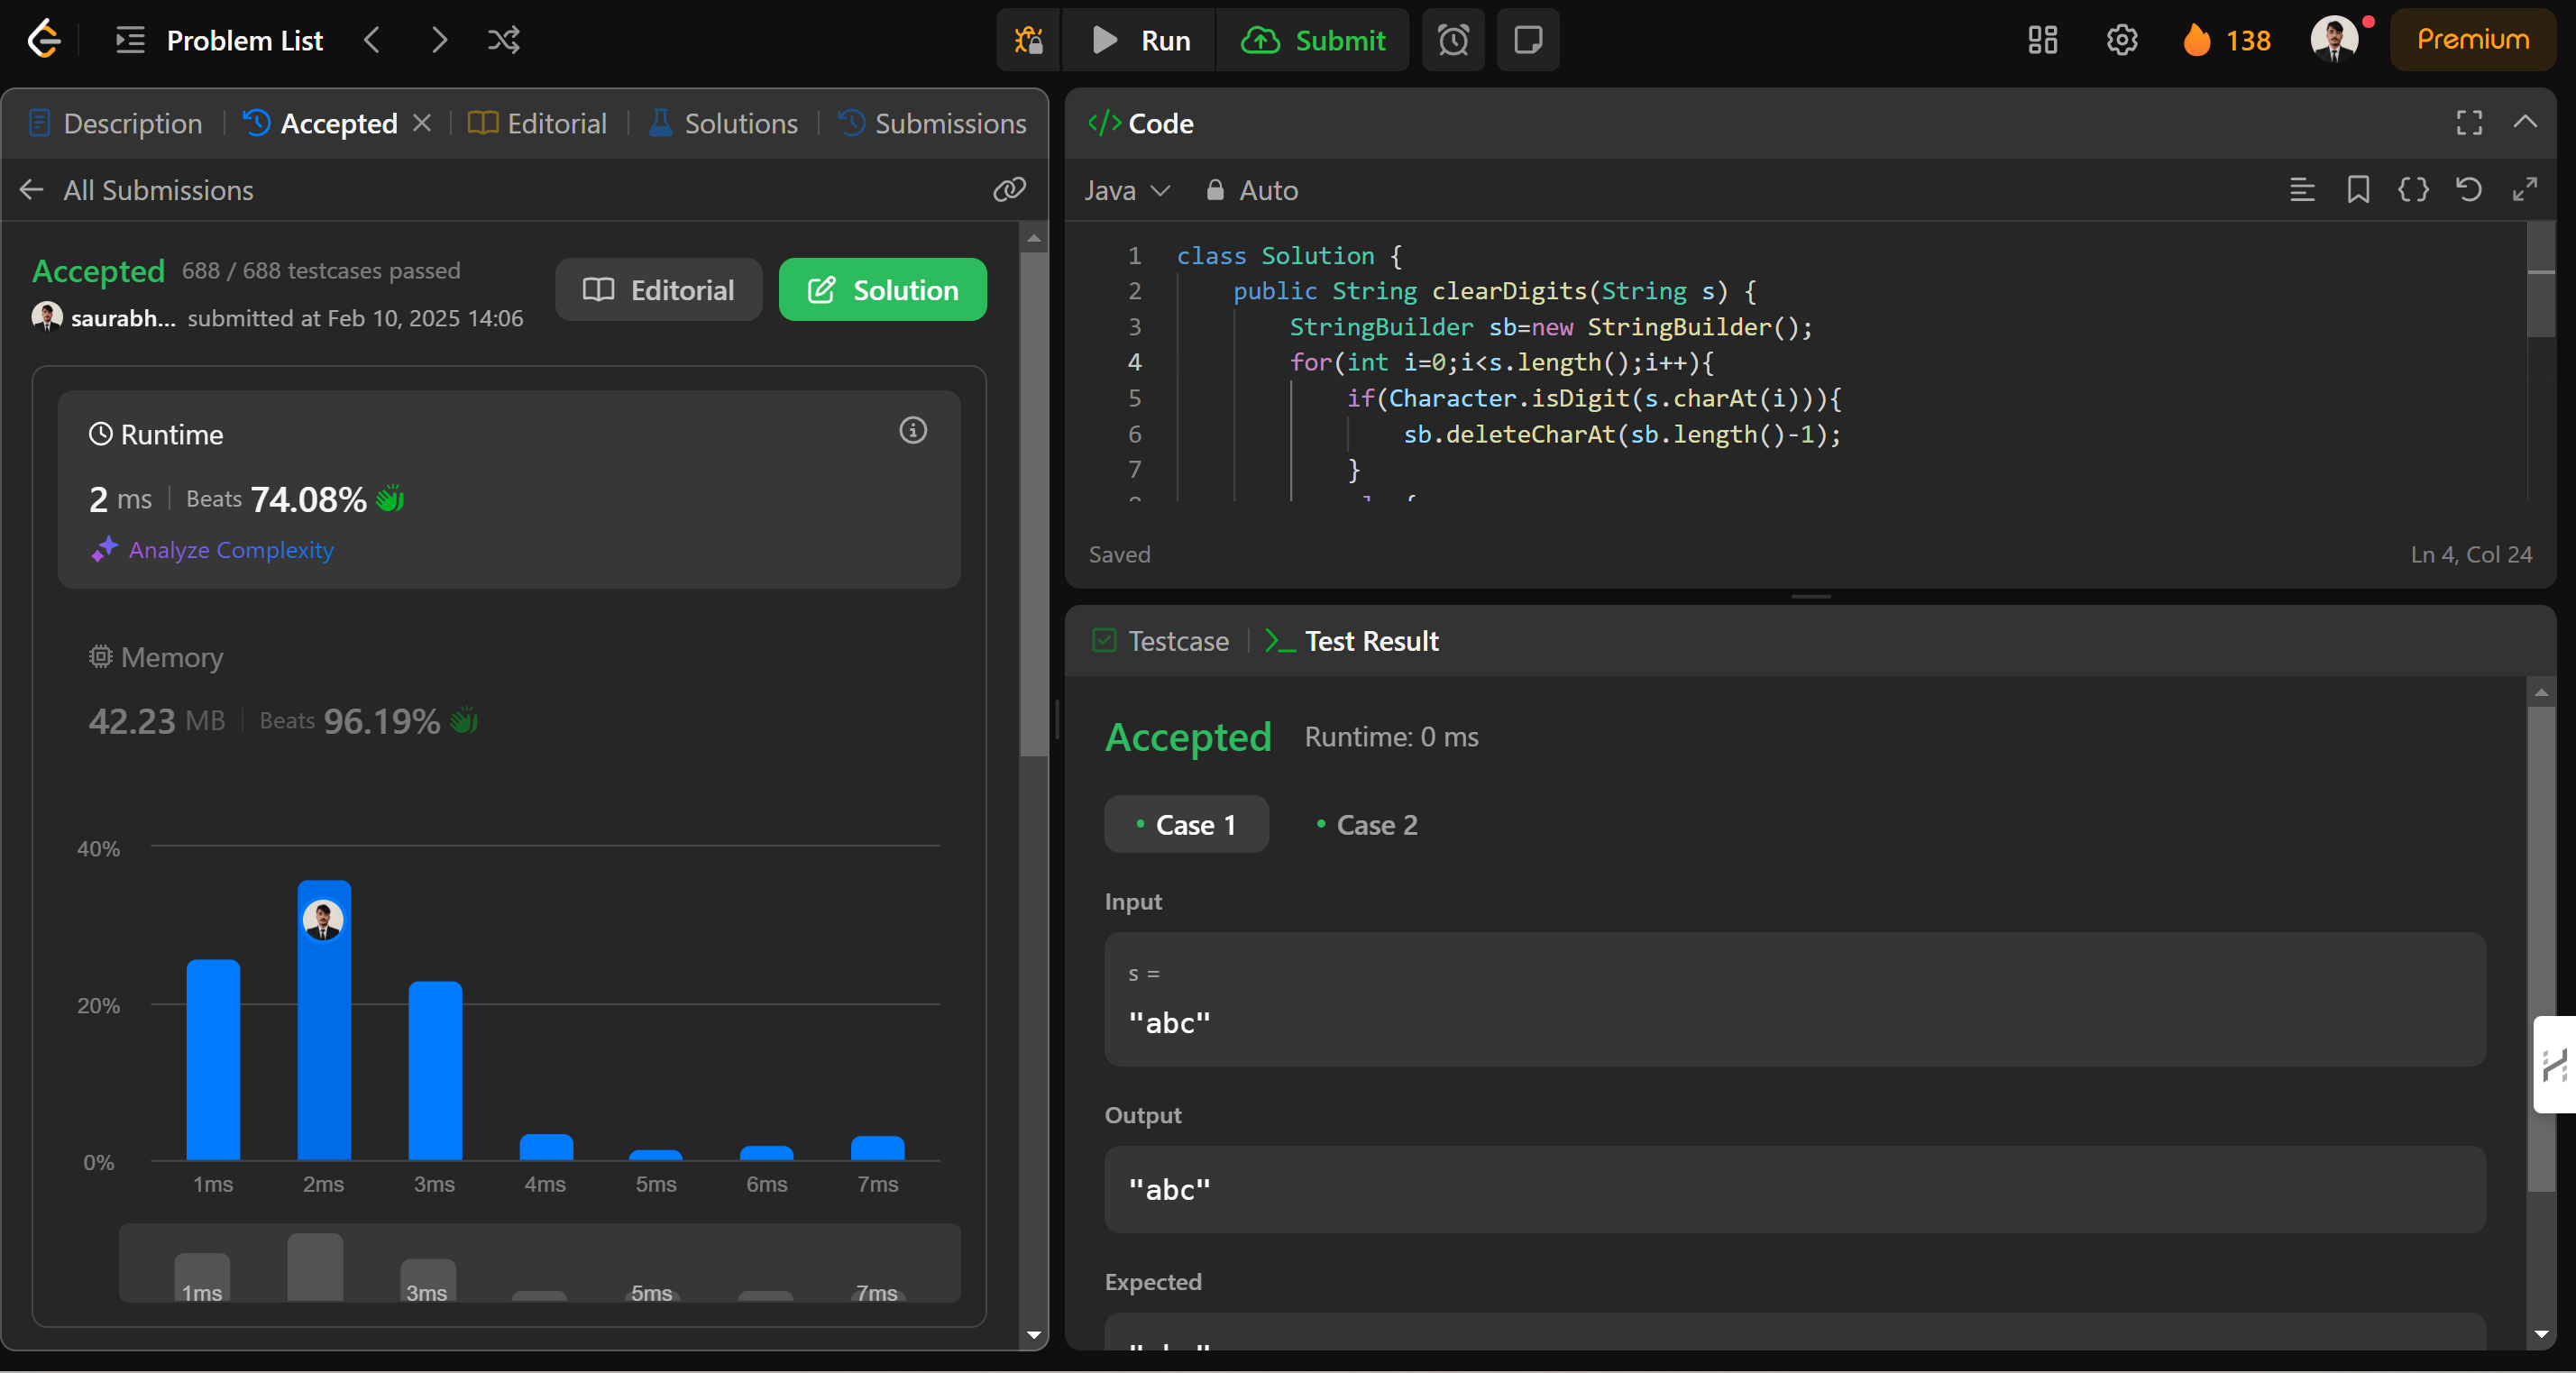 Problem List
Run
Submit
138
Premium
Description
Accepted
Editorial
Solutions
Submissions
All Submissions
Accepted 688 / 688 testcases passed
saurabh... submitted at Feb 10, 2025 14:06
Editorial
Solution
Runtime
2 ms | Beats 74.08%
Analyze Complexity
Memory
42.23 MB | Beats 96.19%
40%
20%
0%
1ms 2ms 3ms 4ms 5ms 6ms 7ms
1ms 3ms 5ms 7ms
</> Code
Java Auto
1 class Solution {
2 public String clearDigits(String s) {
3 StringBuilder sb=new StringBuilder();
4 for(int i=0;i<s.length();i++){
5 if(Character.isDigit(s.charAt(i))){
6 sb.deleteCharAt(sb.length()-1);
7 }
Saved
Ln 4, Col 24
Testcase
Test Result
Accepted Runtime: 0 ms
Case 1
Case 2
Input
s =
"abc"
Output
"abc"
Expected